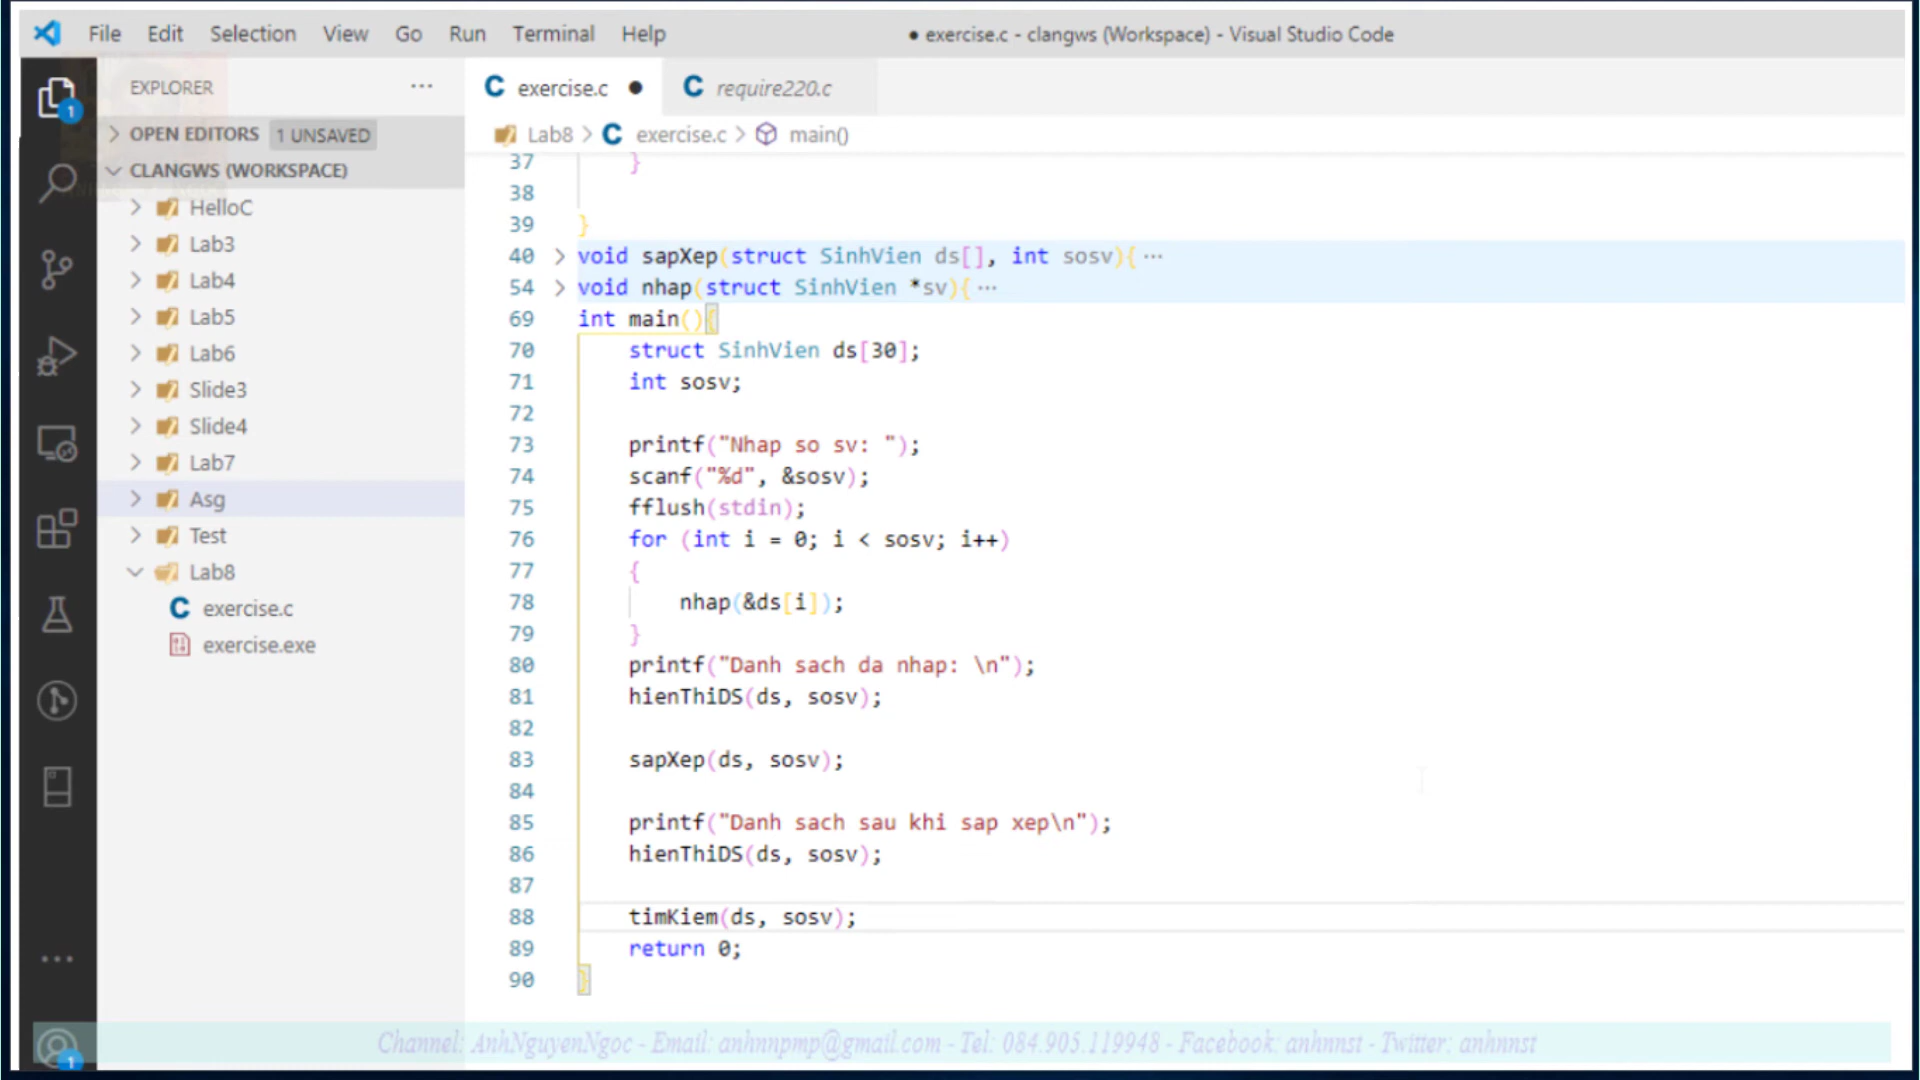 File Edit Selection View Go Run Terminal Help
● exercise.c - clangws (Workspace) - Visual Studio Code
EXPLORER ···
OPEN EDITORS 1 UNSAVED
CLANGWS (WORKSPACE)
HelloC
Lab3
Lab4
Lab5
Lab6
Slide3
Slide4
Lab7
Asg
Test
Lab8
C exercise.c
exercise.exe
1
1
C exercise.c ●
C require220.c
Lab8 > C exercise.c > main()
37 }
38
39 }
40 > void sapXep(struct SinhVien ds[], int sosv){ ···
54 > void nhap(struct SinhVien *sv){ ···
69 int main(){
70 struct SinhVien ds[30];
71 int sosv;
72
73 printf("Nhap so sv: ");
74 scanf("%d", &sosv);
75 fflush(stdin);
76 for (int i = 0; i < sosv; i++)
77 {
78 nhap(&ds[i]);
79 }
80 printf("Danh sach da nhap: \n");
81 hienThiDS(ds, sosv);
82
83 sapXep(ds, sosv);
84
85 printf("Danh sach sau khi sap xep\n");
86 hienThiDS(ds, sosv);
87
88 timKiem(ds, sosv);
89 return 0;
90 }
Channel: AnhNguyenNgoc - Email: anhnnpmp@gmail.com - Tel: 084.905.119948 - Facebook: anhnnst - Twitter: anhnnst